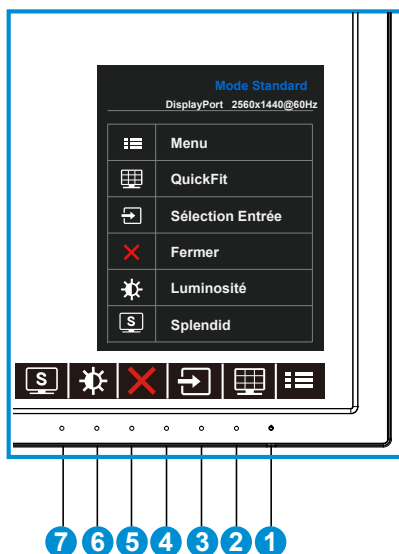 Mode Standard
DisplayPort 2560x1440@60Hz
Menu
QuickFit
Sélection Entrée
Fermer
Luminosité
S Splendid
S
7 6 5 4 3 2 1